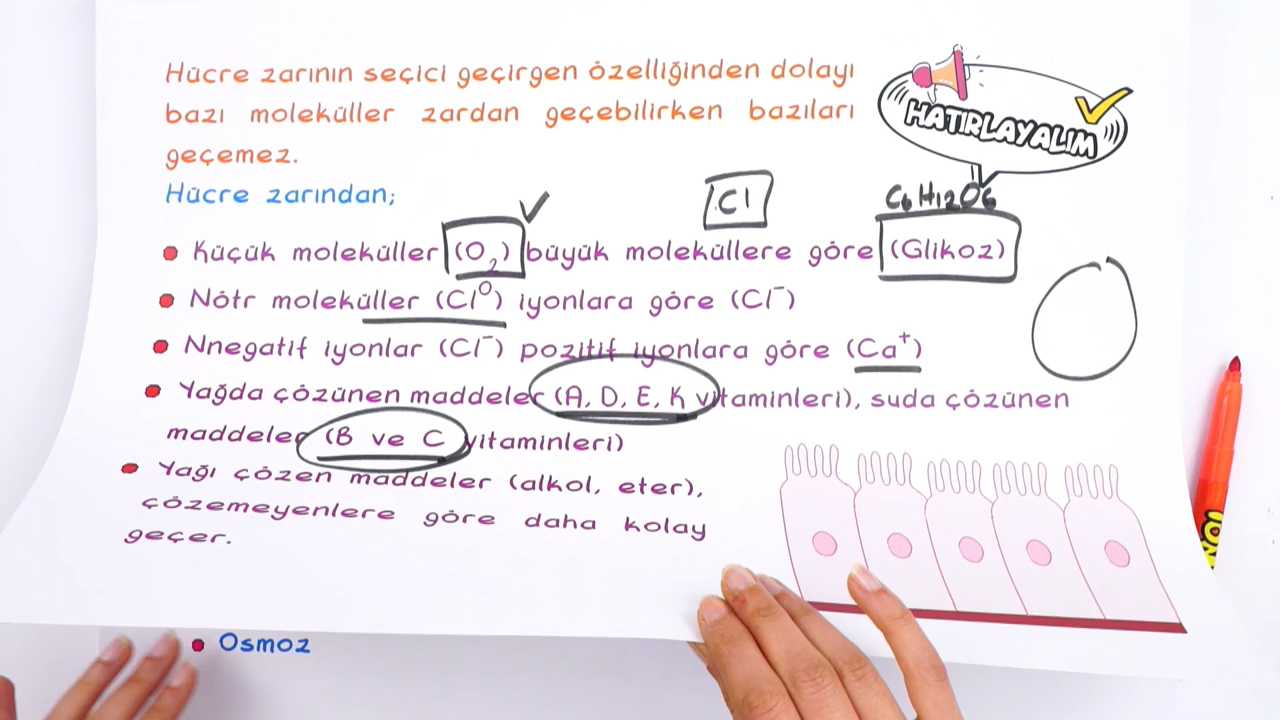 Hücre zarının seçici geçirgen özelliğinden dolayı
bazı moleküller zardan geçebilirken bazıları
geçemez.
HATIRLAYALIM
Hücre zarından;
Cl
C6H12O6
Küçük moleküller (O2) büyük moleküllere göre (Glikoz)
Nötr moleküller (Cl⁰) iyonlara göre (Cl⁻)
Nnegatif iyonlar (Cl⁻) pozitif iyonlara göre (Ca⁺)
Yağda çözünen maddeler (A, D, E, K vitaminleri), suda çözünen
maddeler (B ve C vitaminleri)
Yağı çözen maddeler (alkol, eter),
çözemeyenlere göre daha kolay
geçer.
Osmoz